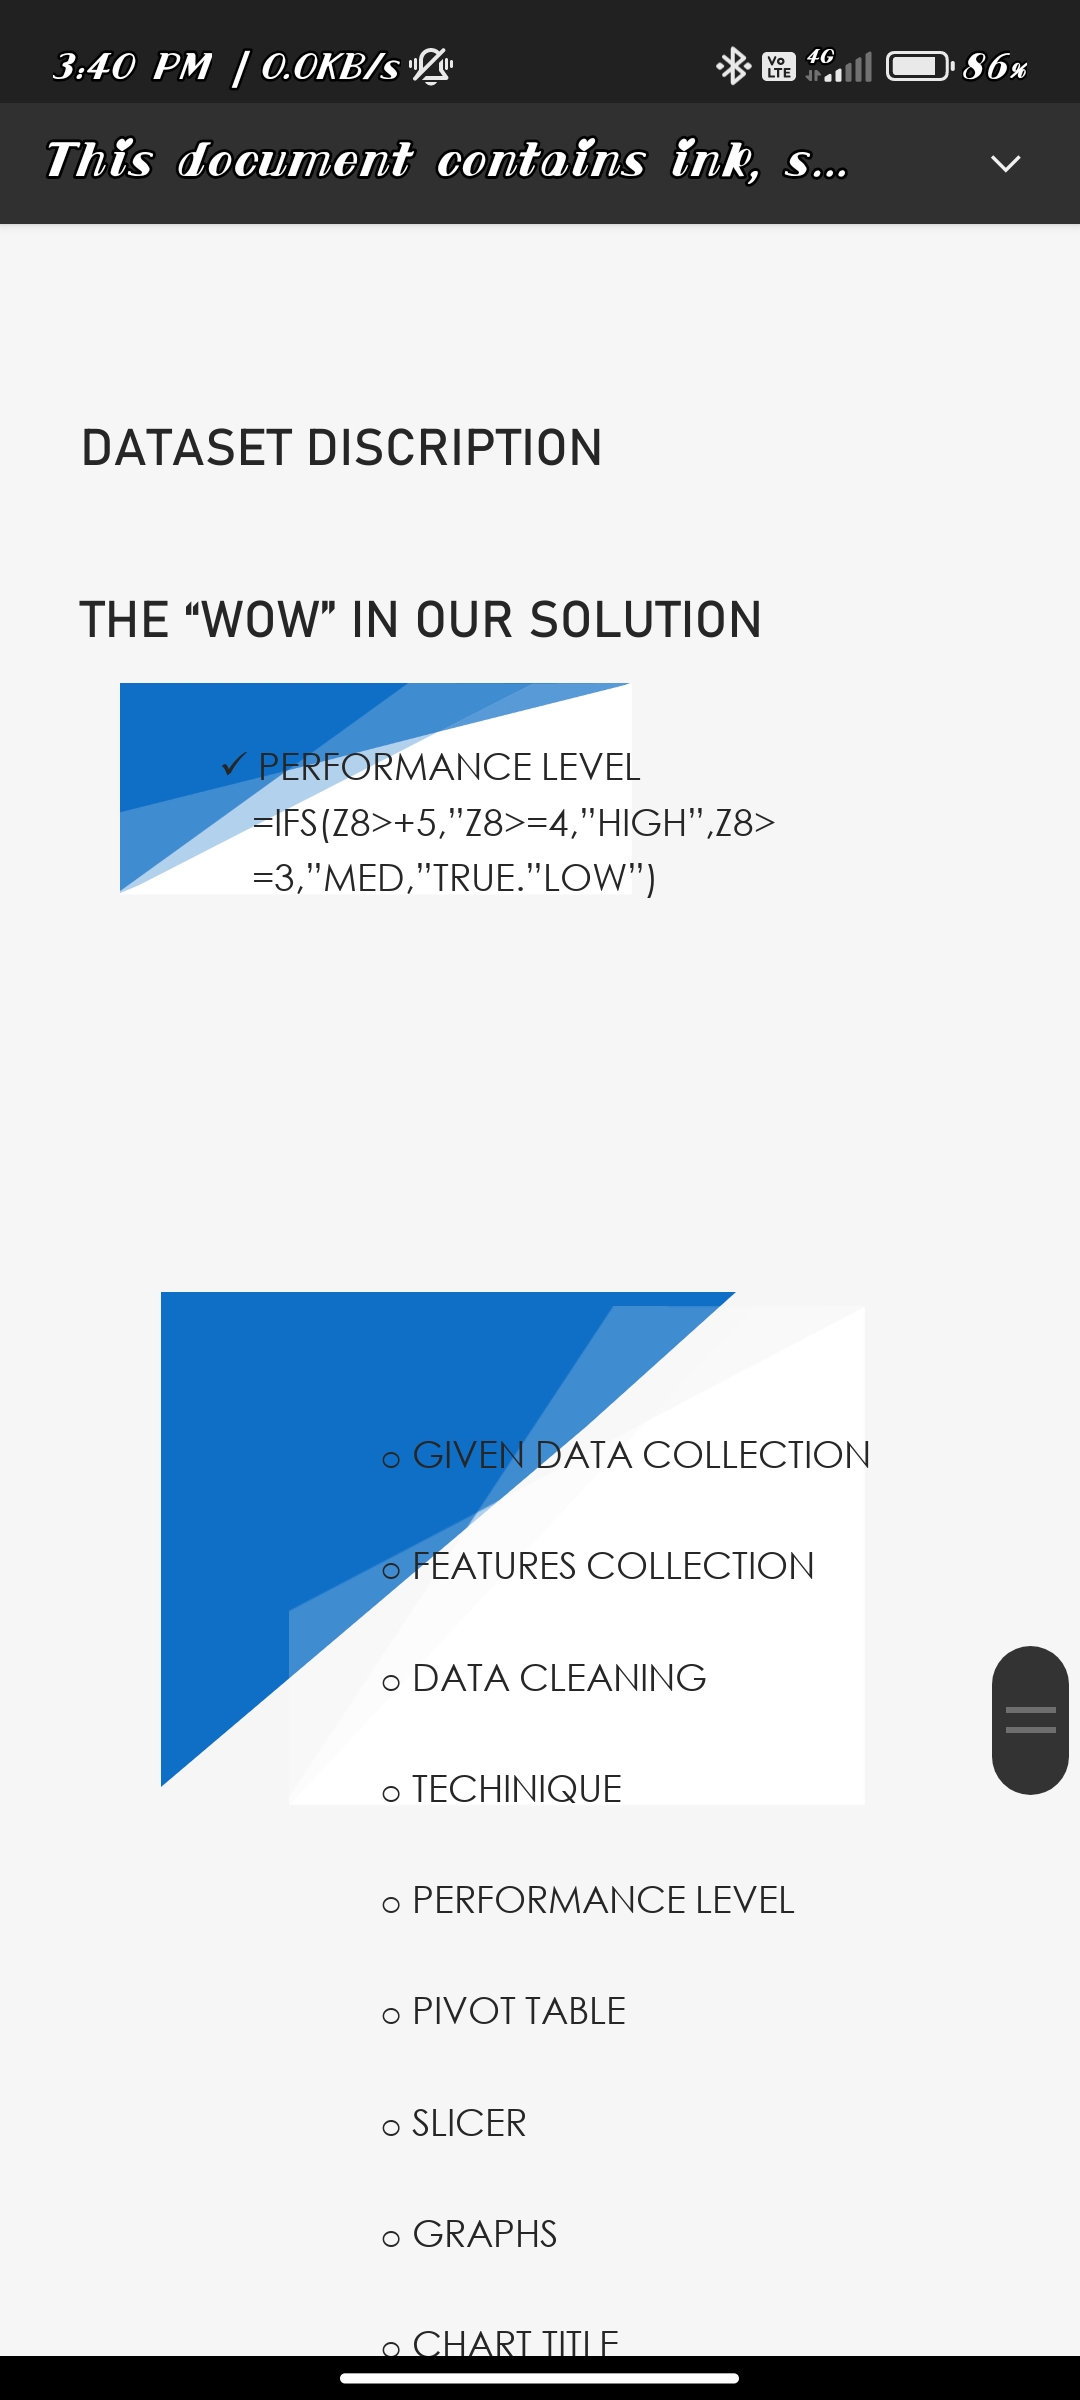 3:40 PM | 0.0KB/s Vo LTE 4G 86%
This document contains ink, s...
DATASET DISCRIPTION
THE “WOW” IN OUR SOLUTION
✓ PERFORMANCE LEVEL
=IFS(Z8>+5,”Z8>=4,”HIGH”,Z8>
=3,”MED,”TRUE.”LOW”)
o GIVEN DATA COLLECTION
o FEATURES COLLECTION
o DATA CLEANING
o TECHINIQUE
o PERFORMANCE LEVEL
o PIVOT TABLE
o SLICER
o GRAPHS
o CHART TITLE